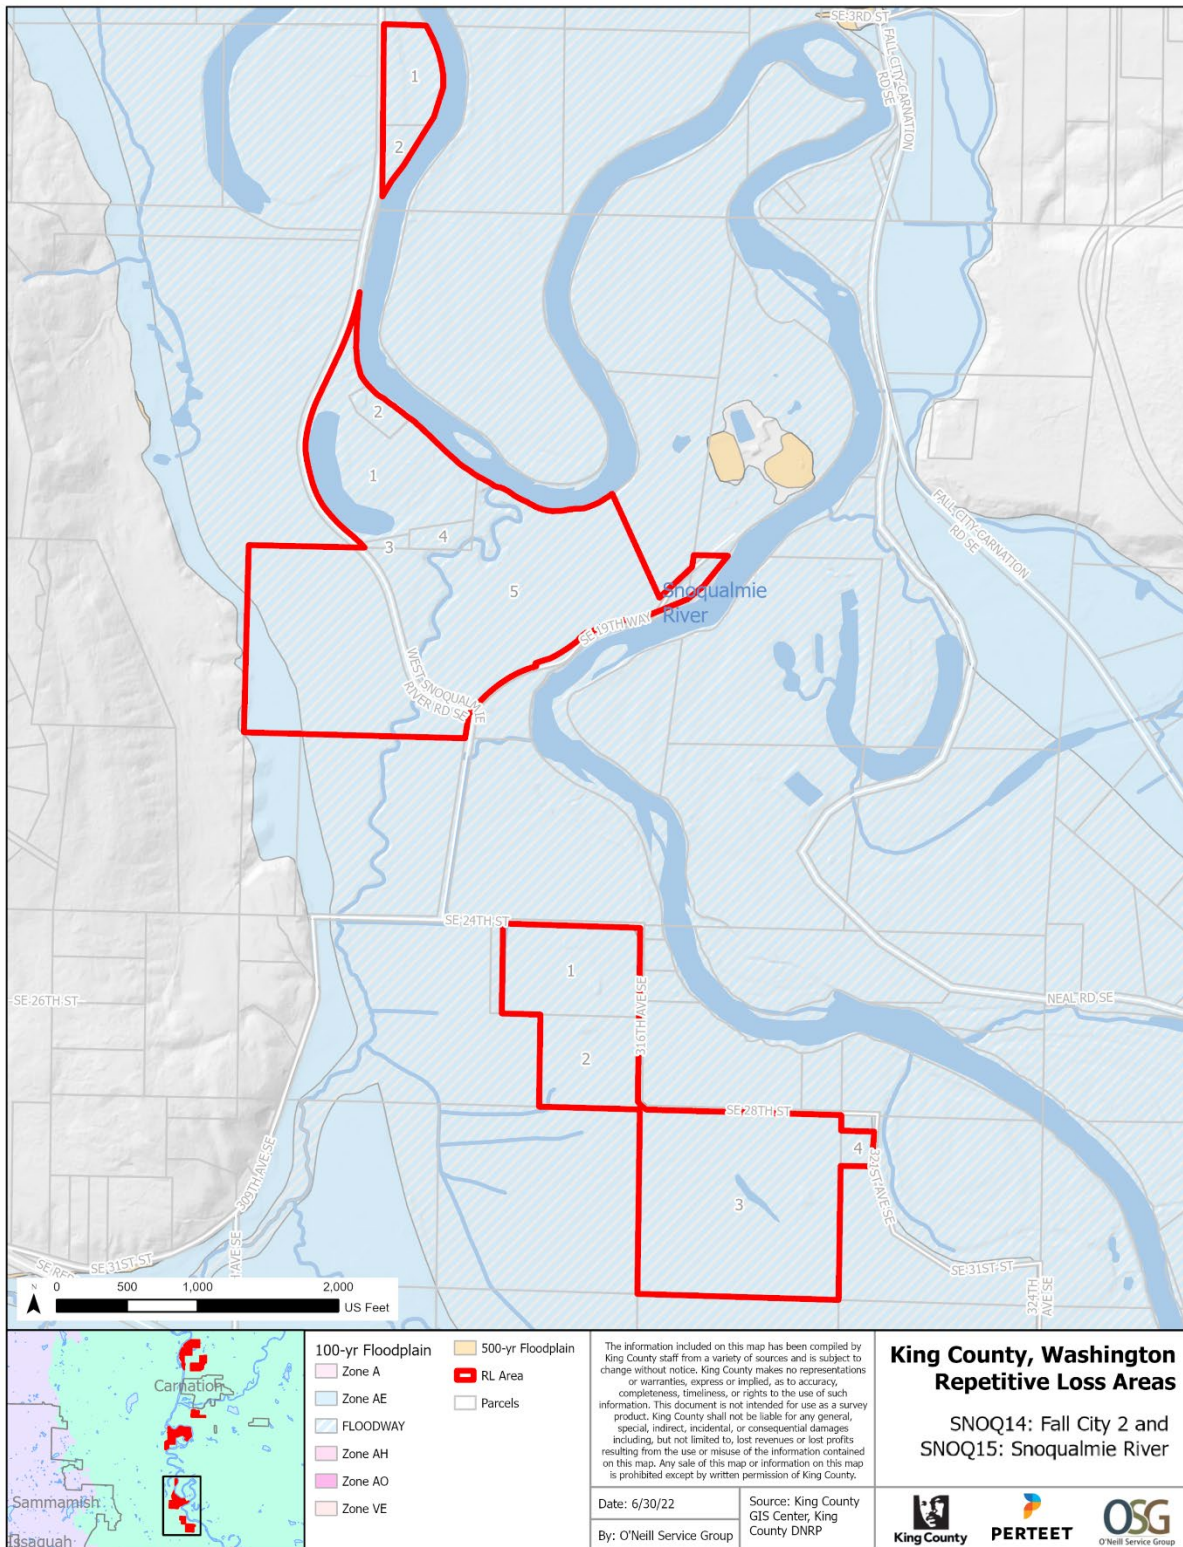 SE 3RD ST
FALL CITY-CARNATION
RD SE
1
2
2
1
3
4
5
FALL CITY-CARNATION
RD SE
Snoqualmie
River
SE 19TH WAY
WEST SNOQUALMIE
RIVER RD SE
SE 24TH ST
1
316TH AVE SE
SE 26TH ST
NEAL RD SE
2
SE 28TH ST
4
321ST AVE SE
3
309TH AVE SE
SE 31ST ST
SE 31ST ST
324TH
AVE SE
H AVE SE
SE RE
N
0 500 1,000 2,000
US Feet
Carnation
Sammamish
Issaquah
100-yr Floodplain
Zone A
Zone AE
FLOODWAY
Zone AH
Zone AO
Zone VE
500-yr Floodplain
RL Area
Parcels
The information included on this map has been compiled by
King County staff from a variety of sources and is subject to
change without notice. King County makes no representations
or warranties, express or implied, as to accuracy,
completeness, timeliness, or rights to the use of such
information. This document is not intended for use as a survey
product. King County shall not be liable for any general,
special, indirect, incidental, or consequential damages
including, but not limited to, lost revenues or lost profits
resulting from the use or misuse of the information contained
on this map. Any sale of this map or information on this map
is prohibited except by written permission of King County.
Date: 6/30/22
By: O'Neill Service Group
Source: King County
GIS Center, King
County DNRP
King County, Washington
Repetitive Loss Areas
SNOQ14: Fall City 2 and
SNOQ15: Snoqualmie River
King County
PERTEET
OSG
O'Neill Service Group